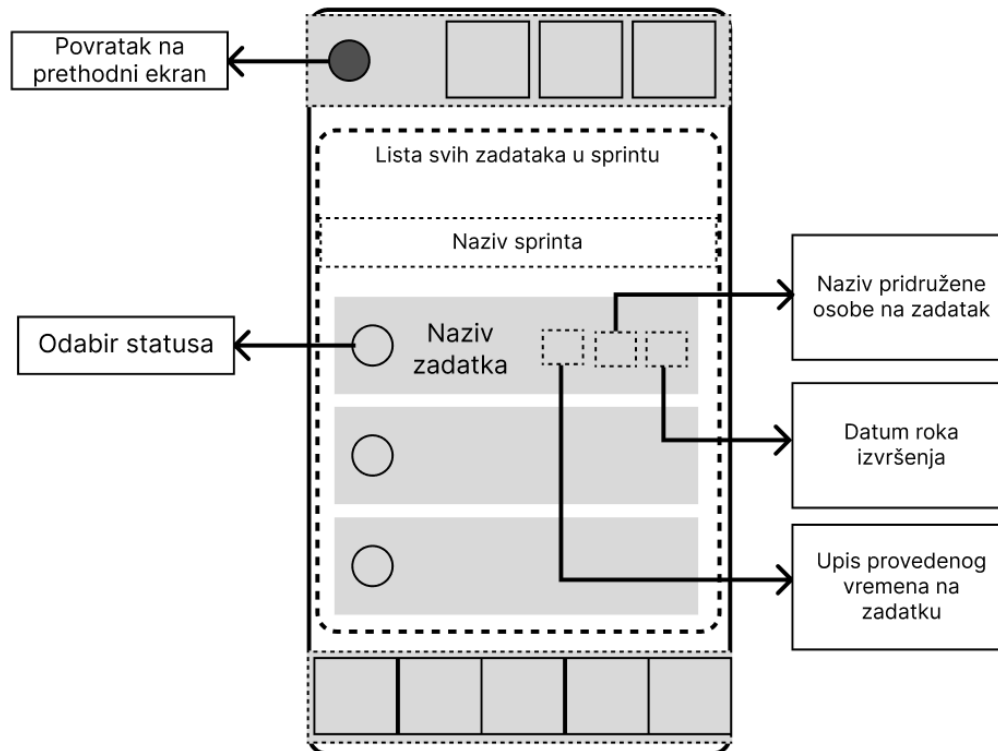 Povratak na
prethodni ekran
Lista svih zadataka u sprintu
Naziv sprinta
Naziv pridružene
osobe na zadatak
Odabir statusa
Naziv
zadatka
Datum roka
izvršenja
Upis provedenog
vremena na
zadatku